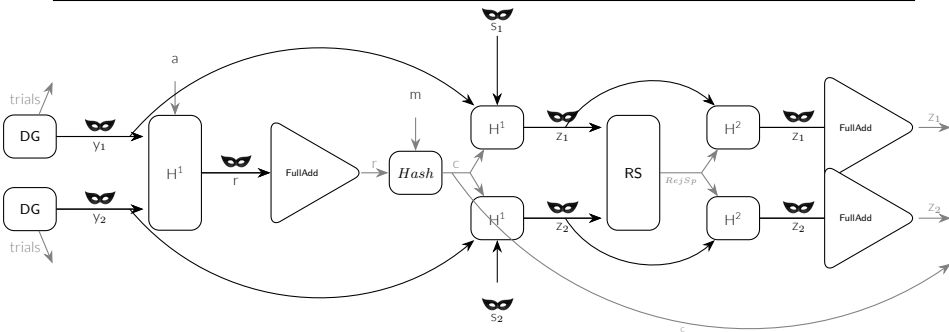 s₁
a
trials
m
DG
y₁
H¹
r
FullAdd
r
Hash
c
H¹
z₁
RS
RejSp
H²
z₁
FullAdd
z₁
DG
y₂
trials
H¹
z₂
H²
z₂
FullAdd
z₂
s₂
c